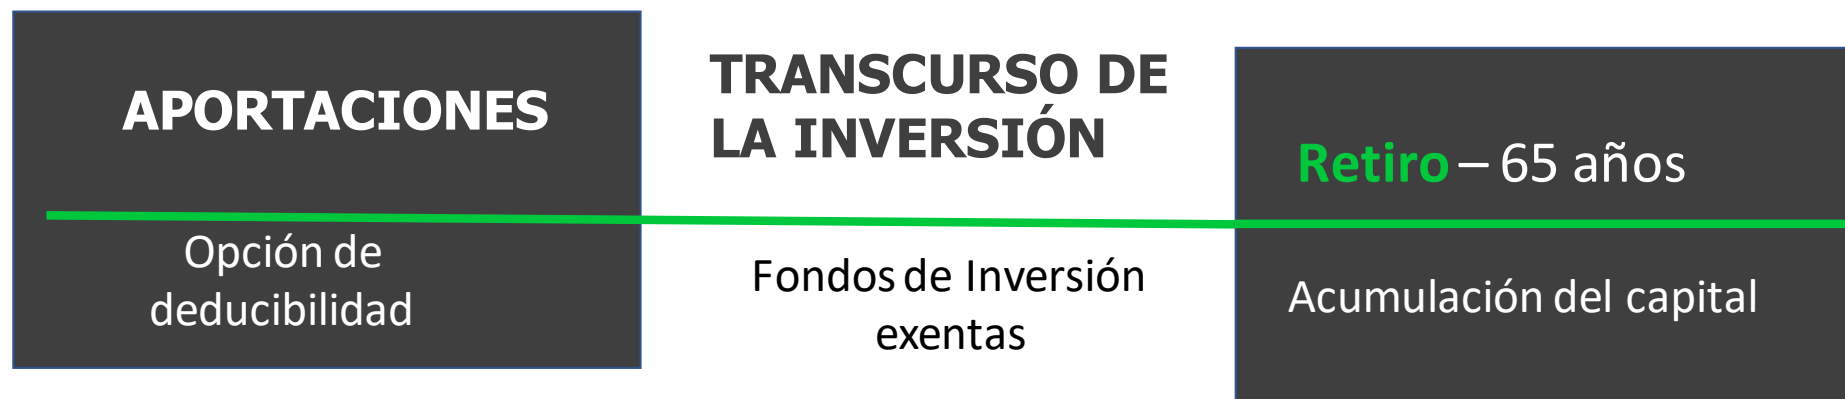 APORTACIONES
Opción de
deducibilidad
TRANSCURSO DE
LA INVERSIÓN
Fondos de Inversión
exentas
Retiro – 65 años
Acumulación del capital